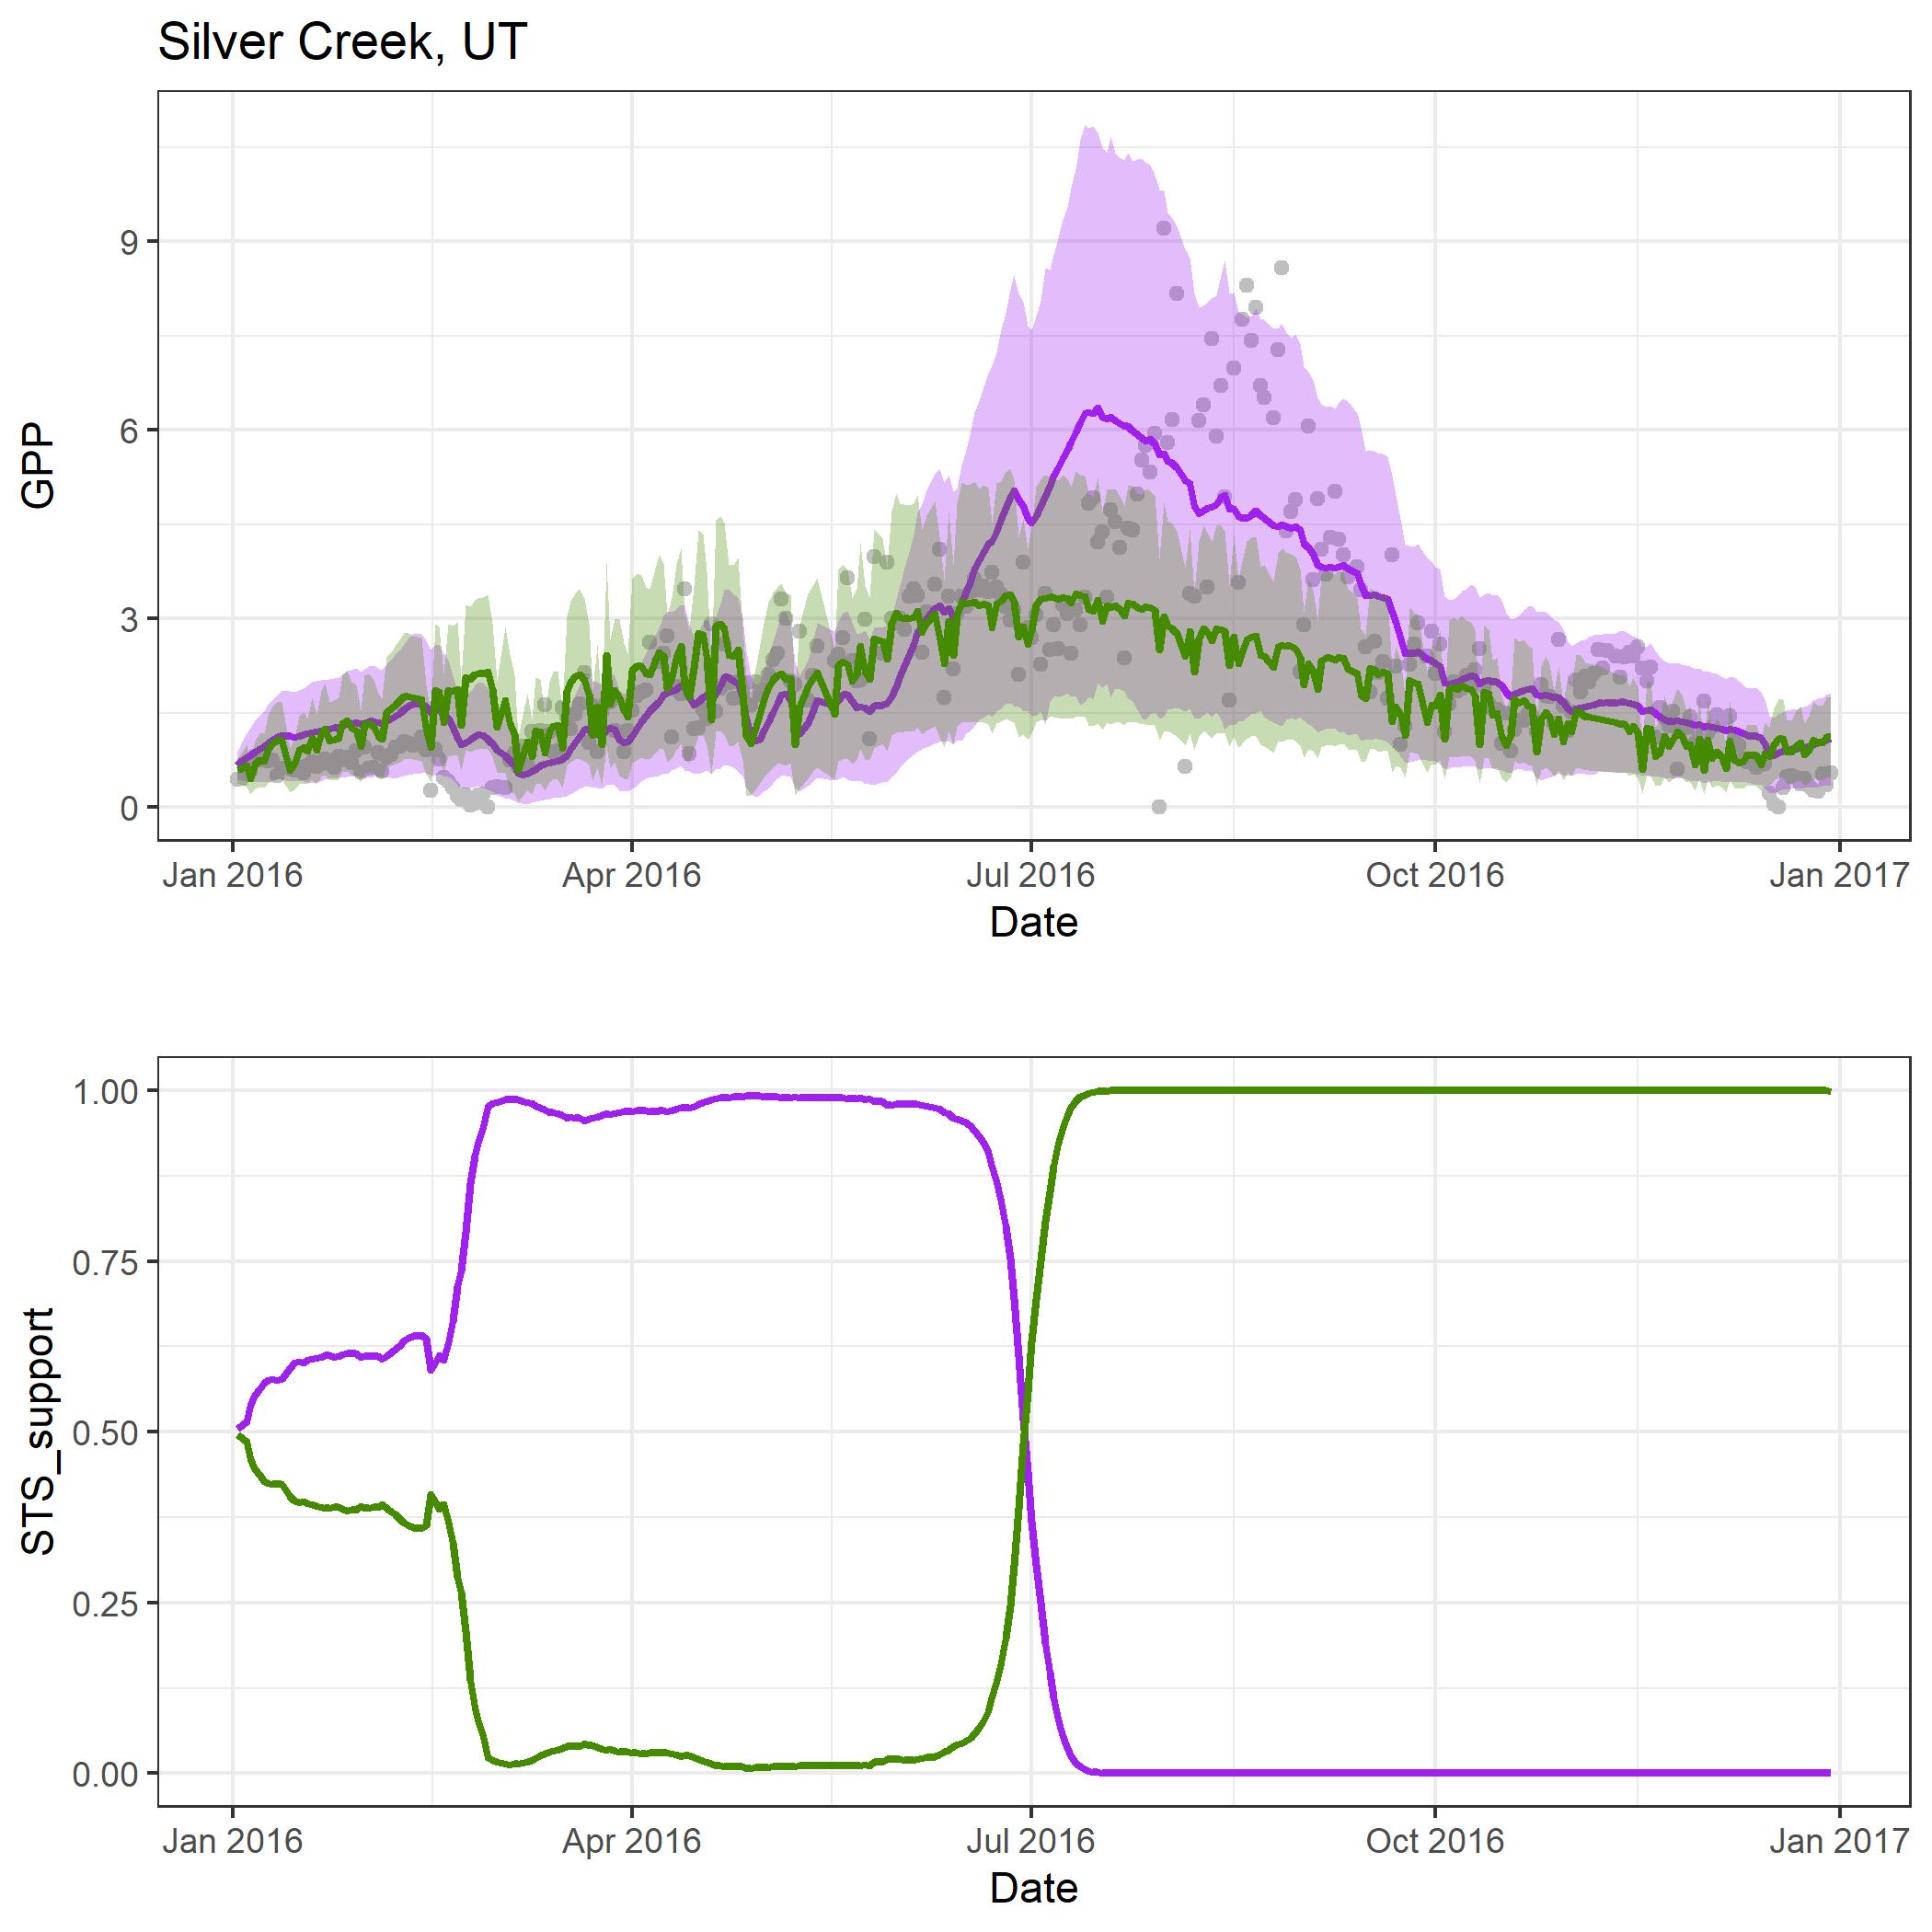 Silver Creek, UT
GPP
9
6
3
0
Jan 2016 Apr 2016 Jul 2016 Oct 2016 Jan 2017
Date
STS_support
1.00
0.75
0.50
0.25
0.00
Jan 2016 Apr 2016 Jul 2016 Oct 2016 Jan 2017
Date